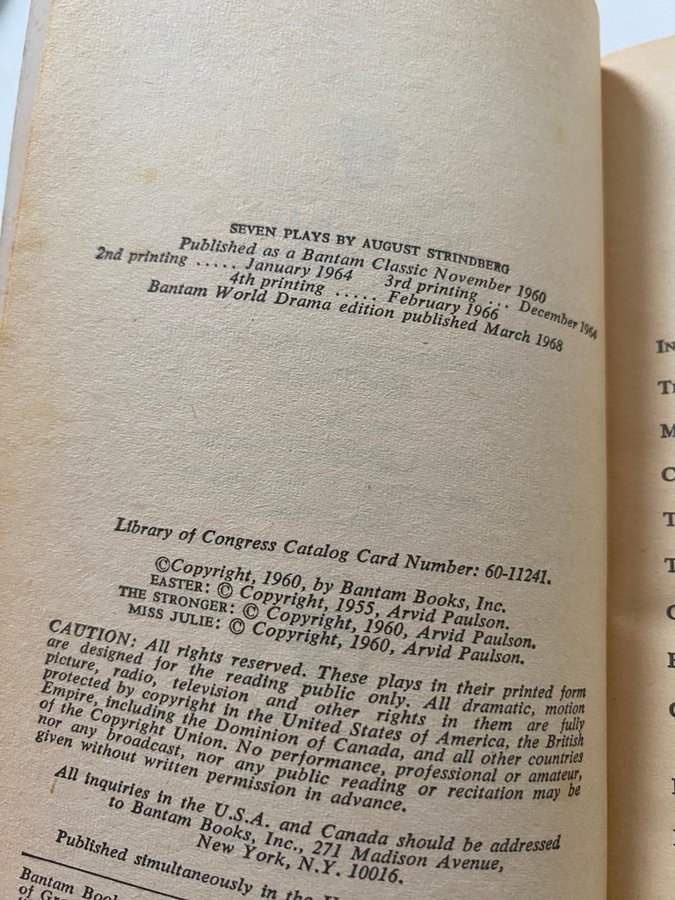 SEVEN PLAYS BY AUGUST STRINDBERG
Published as a Bantam Classic November 1960
2nd printing ..... January 1964 3rd printing ... December 1964
4th printing ..... February 1966
Bantam World Drama edition published March 1968
Library of Congress Catalog Card Number: 60-11241.
©Copyright, 1960, by Bantam Books, Inc.
EASTER: © Copyright, 1955, Arvid Paulson.
THE STRONGER: © Copyright, 1960, Arvid Paulson.
MISS JULIE: © Copyright, 1960, Arvid Paulson.
CAUTION: All rights reserved. These plays in their printed form
are designed for the reading public only. All dramatic, motion
picture, radio, television and other rights in them are fully
protected by copyright in the United States of America, the British
Empire, including the Dominion of Canada, and all other countries
of the Copyright Union. No performance, professional or amateur,
nor any broadcast, nor any public reading or recitation may be
given without written permission in advance.
All inquiries in the U.S.A. and Canada should be addressed
to Bantam Books, Inc., 271 Madison Avenue,
New York, N.Y. 10016.
Published simultaneously in the
Bantam Boo
of Gr